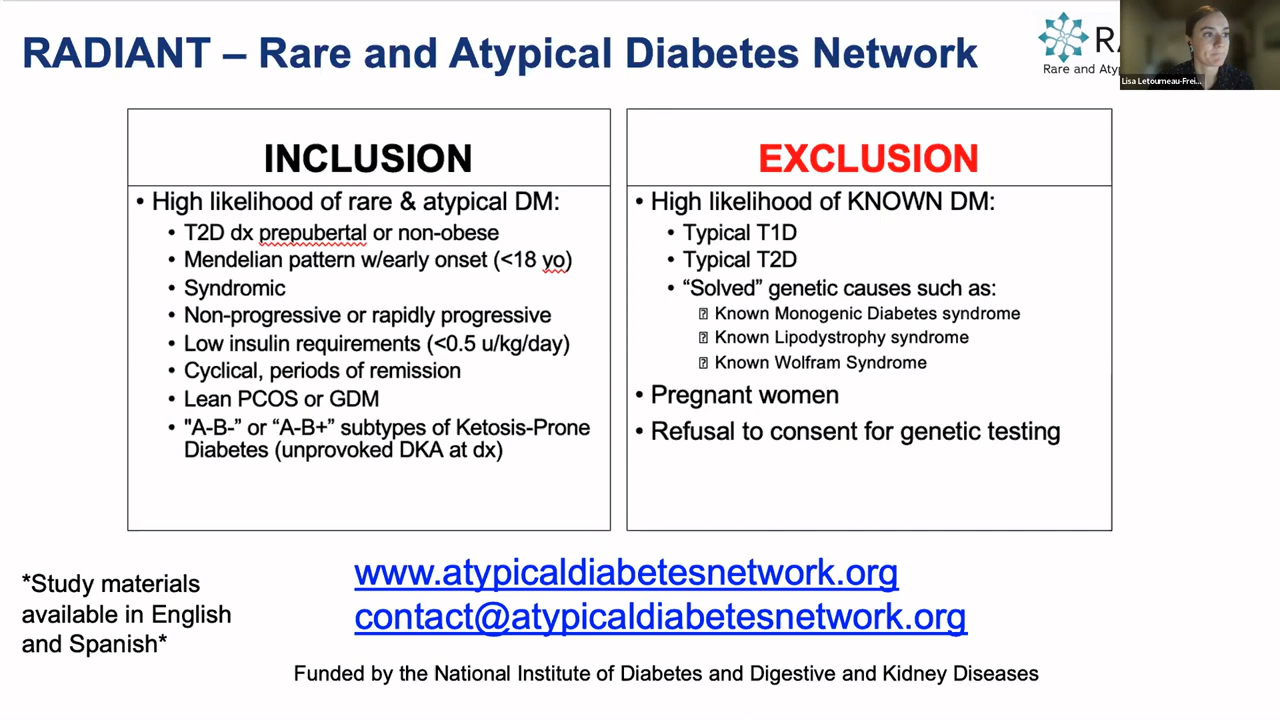 RADIANT – Rare and Atypical Diabetes Network
RA
Rare and Atyp
Lisa Letourneau-Frei...
INCLUSION
• High likelihood of rare & atypical DM:
• T2D dx prepubertal or non-obese
• Mendelian pattern w/early onset (<18 yo)
• Syndromic
• Non-progressive or rapidly progressive
• Low insulin requirements (<0.5 u/kg/day)
• Cyclical, periods of remission
• Lean PCOS or GDM
• "A-B-” or “A-B+” subtypes of Ketosis-Prone
Diabetes (unprovoked DKA at dx)
EXCLUSION
• High likelihood of KNOWN DM:
• Typical T1D
• Typical T2D
• “Solved” genetic causes such as:
Known Monogenic Diabetes syndrome
Known Lipodystrophy syndrome
Known Wolfram Syndrome
• Pregnant women
• Refusal to consent for genetic testing
*Study materials
available in English
and Spanish*
www.atypicaldiabetesnetwork.org
contact@atypicaldiabetesnetwork.org
Funded by the National Institute of Diabetes and Digestive and Kidney Diseases